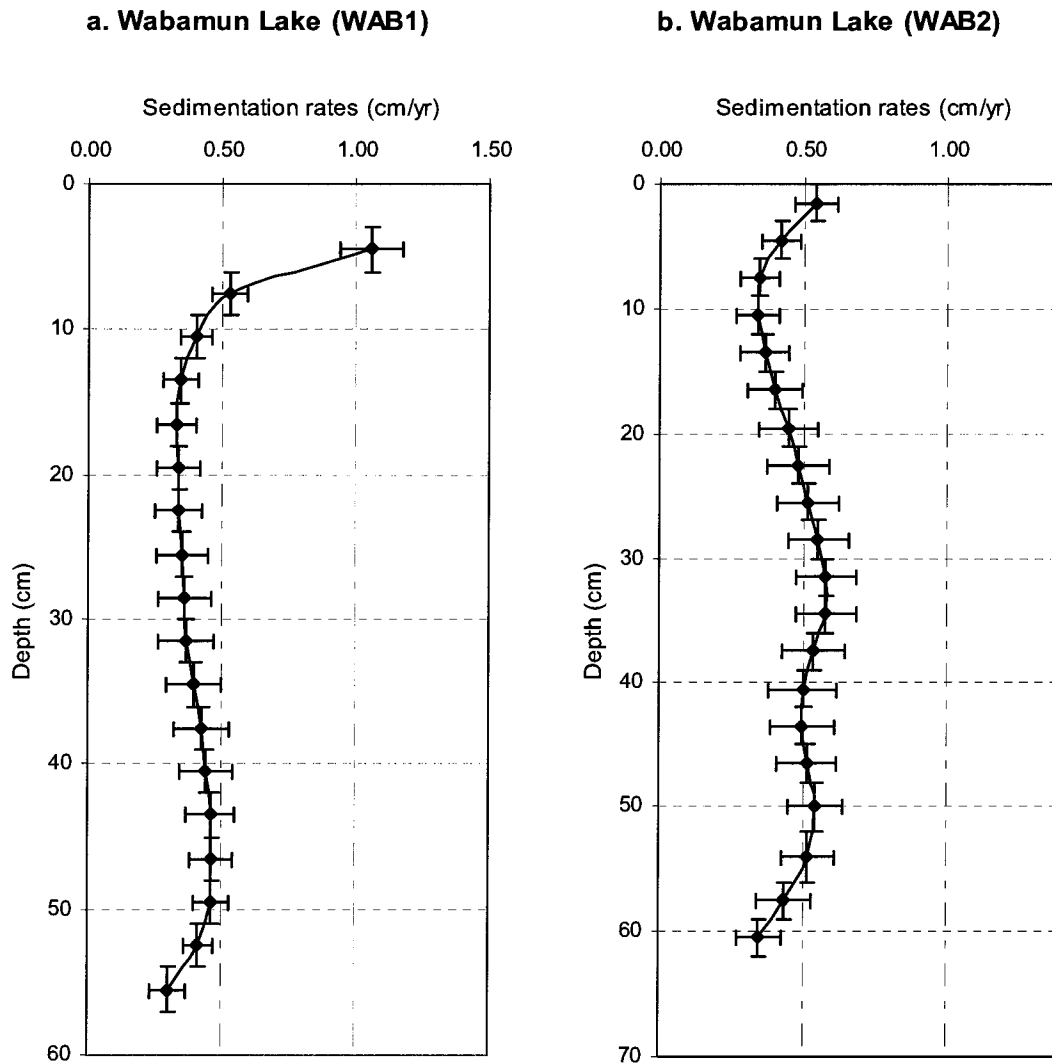 a. Wabamun Lake (WAB1)
Sedimentation rates (cm/yr)
0.00 0.50 1.00 1.50
0
10
20
30
40
50
60
Depth (cm)
b. Wabamun Lake (WAB2)
Sedimentation rates (cm/yr)
0.00 0.50 1.00
0
10
20
30
40
50
60
70
Depth (cm)